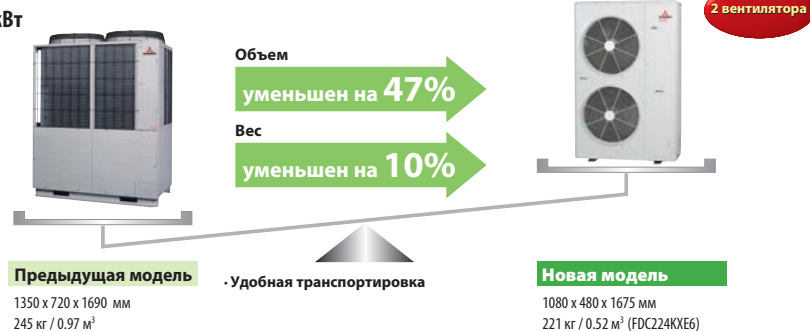 кВт
2 вентилятора
Объем
уменьшен на 47%
Вес
уменьшен на 10%
Предыдущая модель
· Удобная транспортировка
Новая модель
1350 x 720 x 1690 мм
245 кг / 0.97 м³
1080 x 480 x 1675 мм
221 кг / 0.52 м³ (FDC224KXE6)